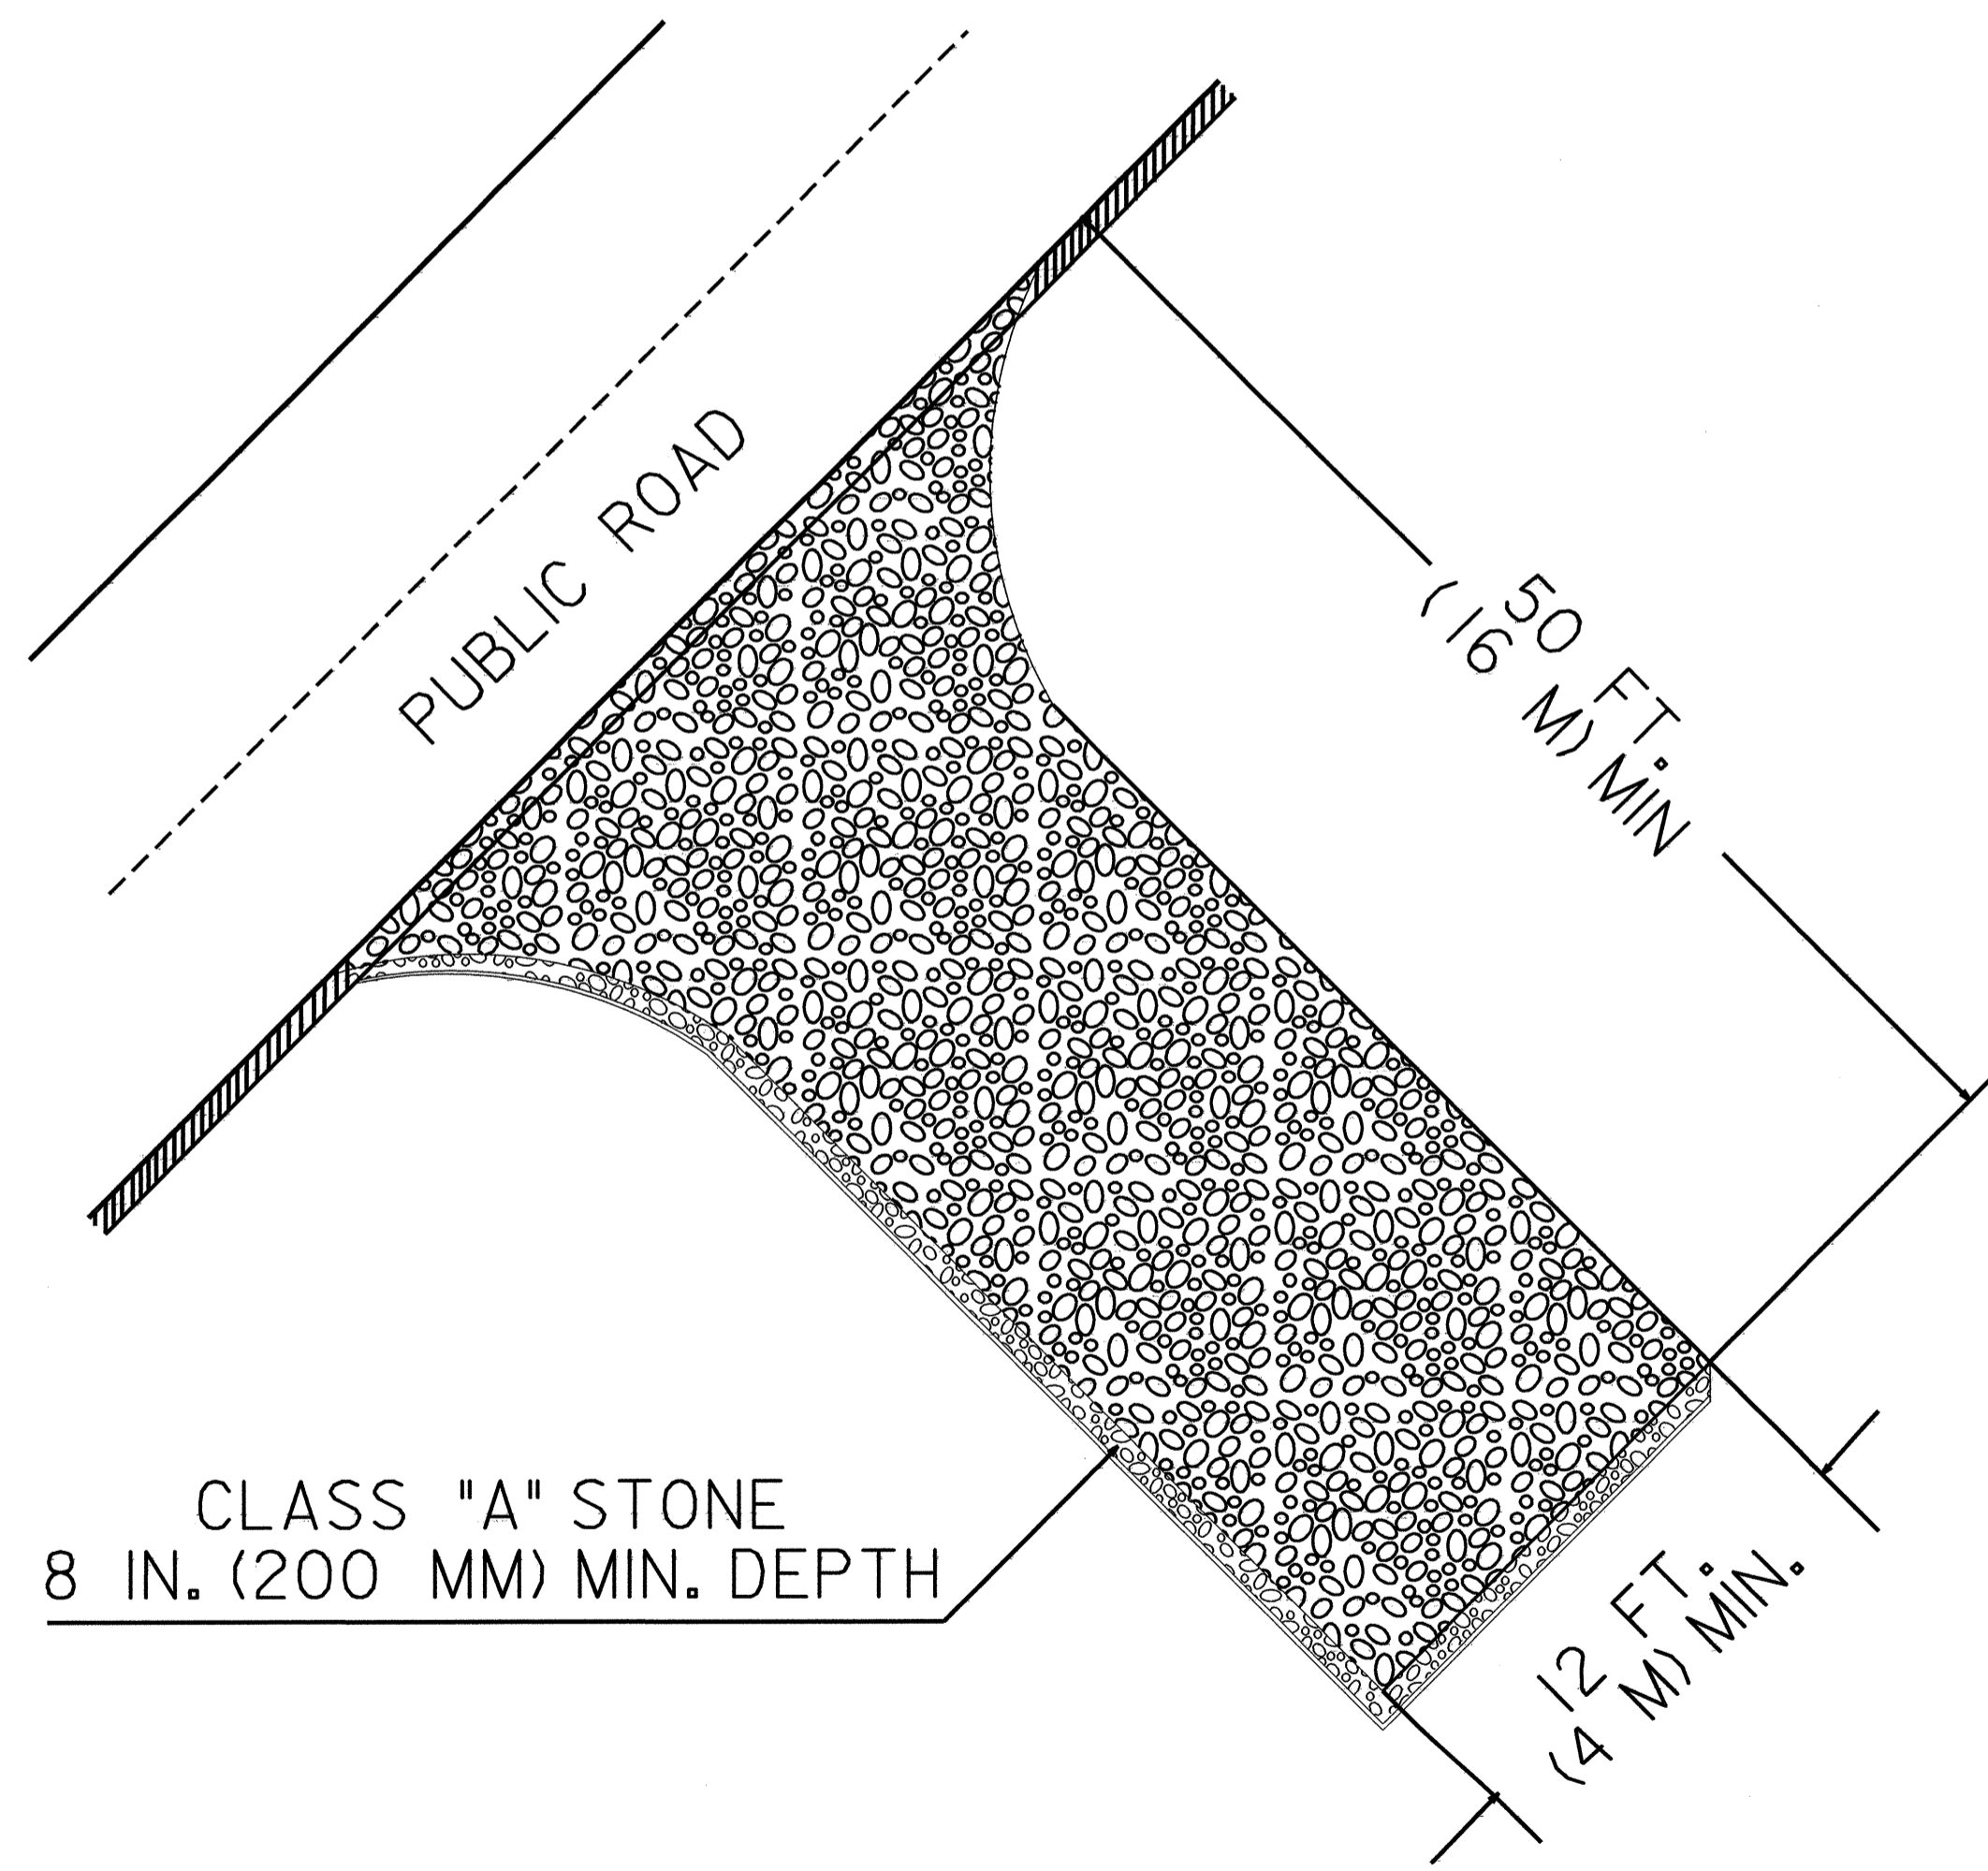 PUBLIC ROAD
50 FT.
(16 M) MIN
CLASS "A" STONE
8 IN. (200 MM) MIN. DEPTH
12 FT.
(4 M) MIN.